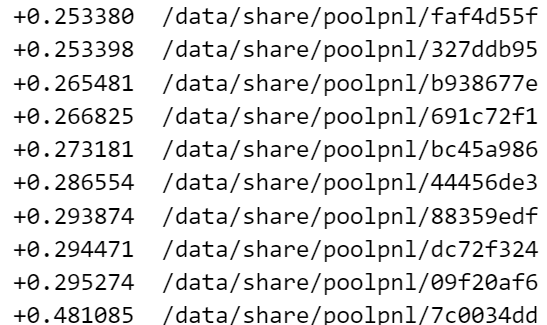 +0.253380 /data/share/poolpnl/faf4d55f
+0.253398 /data/share/poolpnl/327ddb95
+0.265481 /data/share/poolpnl/b938677e
+0.266825 /data/share/poolpnl/691c72f1
+0.273181 /data/share/poolpnl/bc45a986
+0.286554 /data/share/poolpnl/44456de3
+0.293874 /data/share/poolpnl/88359edf
+0.294471 /data/share/poolpnl/dc72f324
+0.295274 /data/share/poolpnl/09f20af6
+0.481085 /data/share/poolpnl/7c0034dd